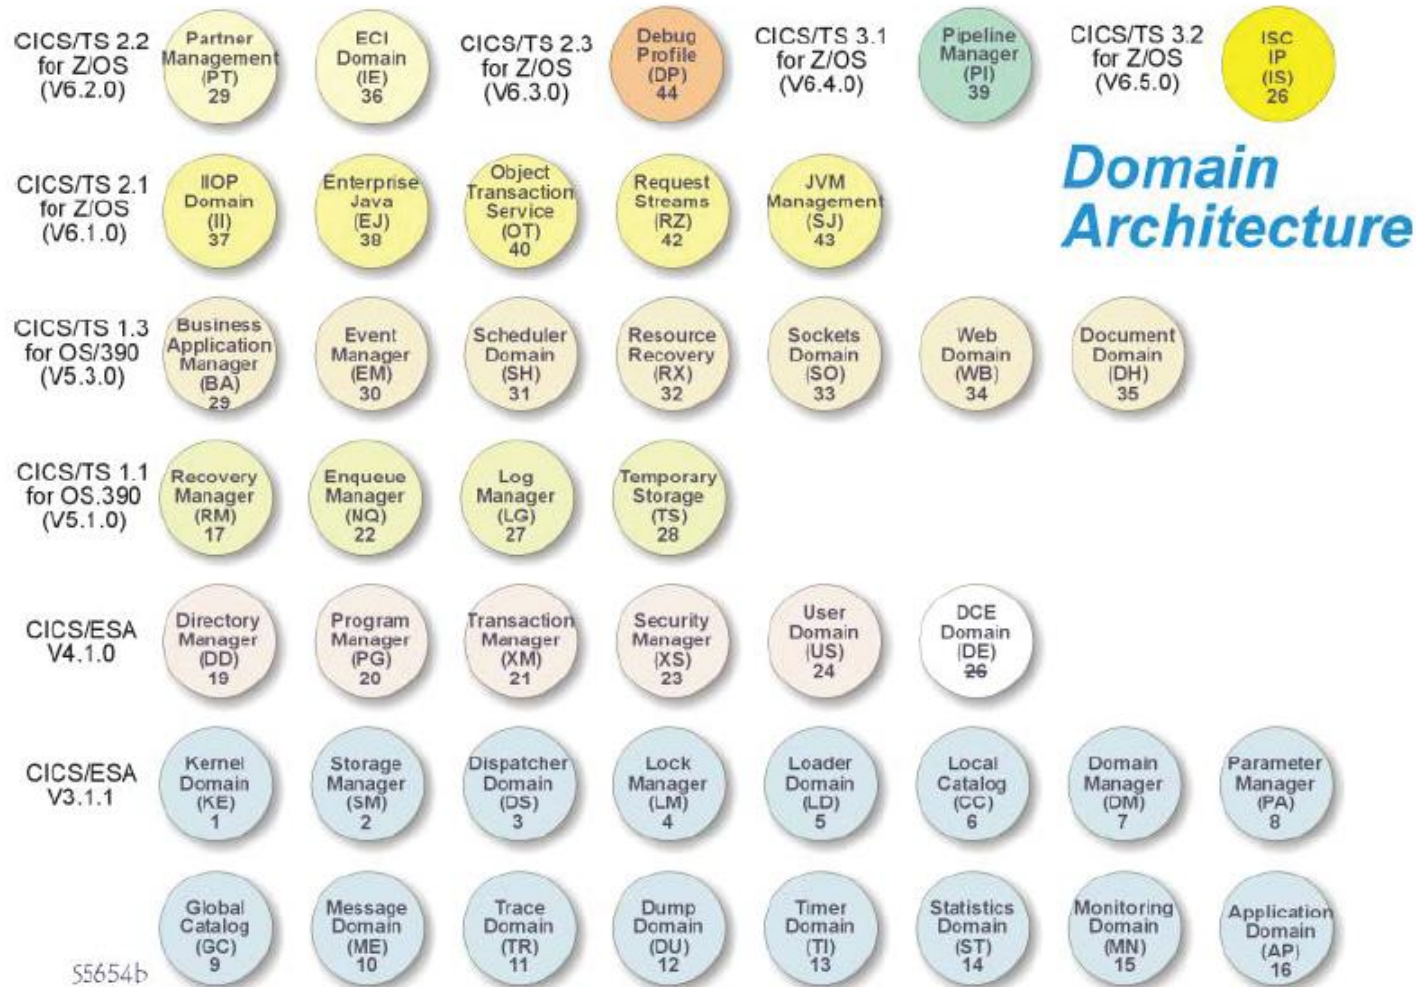 CICS/TS 2.2
for Z/OS
(V6.2.0)
Partner
Management
(PT)
29
ECI
Domain
(IE)
36
CICS/TS 2.3
for Z/OS
(V6.3.0)
Debug
Profile
(DP)
44
CICS/TS 3.1
for Z/OS
(V6.4.0)
Pipeline
Manager
(PI)
39
CICS/TS 3.2
for Z/OS
(V6.5.0)
ISC
IP
(IS)
26
Domain
Architecture
CICS/TS 2.1
for Z/OS
(V6.1.0)
IIOP
Domain
(II)
37
Enterprise
Java
(EJ)
38
Object
Transaction
Service
(OT)
40
Request
Streams
(RZ)
42
JVM
Management
(SJ)
43
CICS/TS 1.3
for OS/390
(V5.3.0)
Business
Application
Manager
(BA)
29
Event
Manager
(EM)
30
Scheduler
Domain
(SH)
31
Resource
Recovery
(RX)
32
Sockets
Domain
(SO)
33
Web
Domain
(WB)
34
Document
Domain
(DH)
35
CICS/TS 1.1
for OS.390
(V5.1.0)
Recovery
Manager
(RM)
17
Enqueue
Manager
(NQ)
22
Log
Manager
(LG)
27
Temporary
Storage
(TS)
28
CICS/ESA
V4.1.0
Directory
Manager
(DD)
19
Program
Manager
(PG)
20
Transaction
Manager
(XM)
21
Security
Manager
(XS)
23
User
Domain
(US)
24
DCE
Domain
(DE)
26
CICS/ESA
V3.1.1
Kernel
Domain
(KE)
1
Storage
Manager
(SM)
2
Dispatcher
Domain
(DS)
3
Lock
Manager
(LM)
4
Loader
Domain
(LD)
5
Local
Catalog
(CC)
6
Domain
Manager
(DM)
7
Parameter
Manager
(PA)
8
Global
Catalog
(GC)
9
Message
Domain
(ME)
10
Trace
Domain
(TR)
11
Dump
Domain
(DU)
12
Timer
Domain
(TI)
13
Statistics
Domain
(ST)
14
Monitoring
Domain
(MN)
15
Application
Domain
(AP)
16
S5654b